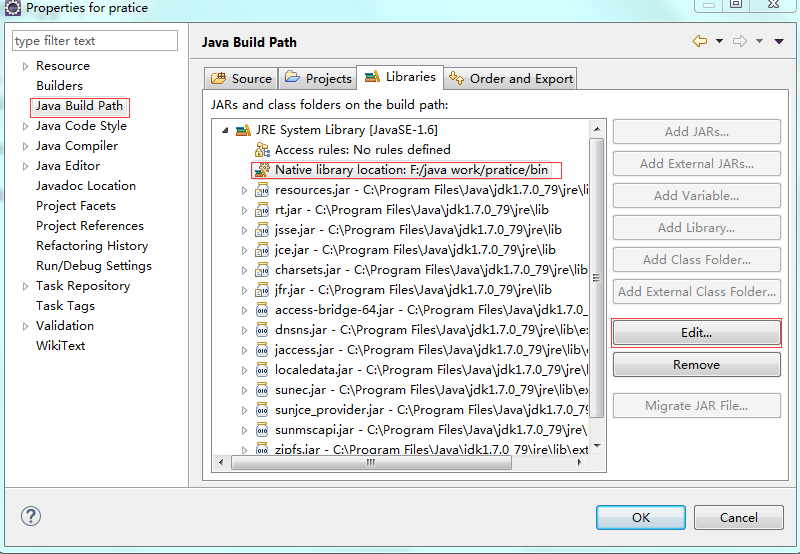 Properties for pratice
type filter text
Resource
Builders
Java Build Path
Java Code Style
Java Compiler
Java Editor
Javadoc Location
Project Facets
Project References
Refactoring History
Run/Debug Settings
Task Repository
Task Tags
Validation
WikiText
Java Build Path
Source
Projects
Libraries
Order and Export
JARs and class folders on the build path:
JRE System Library [JavaSE-1.6]
Access rules: No rules defined
Native library location: F:/java work/pratice/bin
resources.jar - C:\Program Files\Java\jdk1.7.0_79\jre\li
rt.jar - C:\Program Files\Java\jdk1.7.0_79\jre\lib
jsse.jar - C:\Program Files\Java\jdk1.7.0_79\jre\lib
jce.jar - C:\Program Files\Java\jdk1.7.0_79\jre\lib
charsets.jar - C:\Program Files\Java\jdk1.7.0_79\jre\lib
jfr.jar - C:\Program Files\Java\jdk1.7.0_79\jre\lib
access-bridge-64.jar - C:\Program Files\Java\jdk1.7.0_
dnsns.jar - C:\Program Files\Java\jdk1.7.0_79\jre\lib\ex
jaccess.jar - C:\Program Files\Java\jdk1.7.0_79\jre\lib\
localedata.jar - C:\Program Files\Java\jdk1.7.0_79\jre\l
sunec.jar - C:\Program Files\Java\jdk1.7.0_79\jre\lib\ex
sunjce_provider.jar - C:\Program Files\Java\jdk1.7.0_79
sunmscapi.jar - C:\Program Files\Java\jdk1.7.0_79\jre\
zipfs.jar - C:\Program Files\Java\jdk1.7.0_79\jre\lib\ext
Add JARs...
Add External JARs...
Add Variable...
Add Library...
Add Class Folder...
Add External Class Folder...
Edit...
Remove
Migrate JAR File...
OK
Cancel